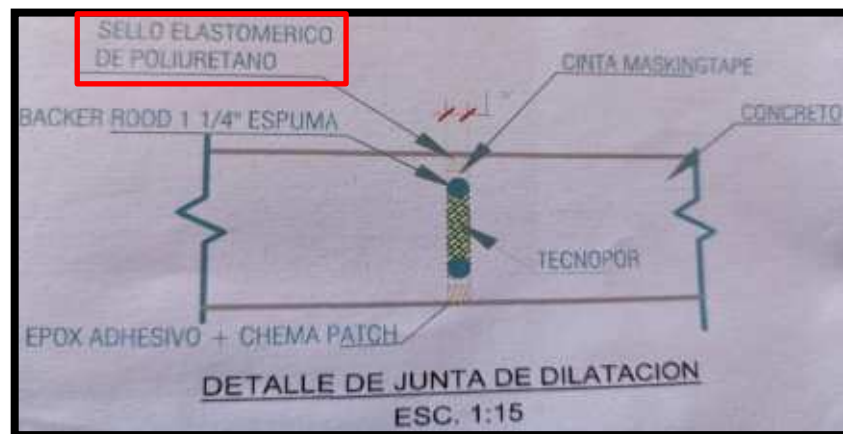 SELLO ELASTOMERICO
DE POLIURETANO
CINTA MASKINGTAPE
BACKER ROOD 1 1/4" ESPUMA
CONCRETO
TECNOPOR
EPOX ADHESIVO + CHEMA PATCH
DETALLE DE JUNTA DE DILATACION
ESC. 1:15